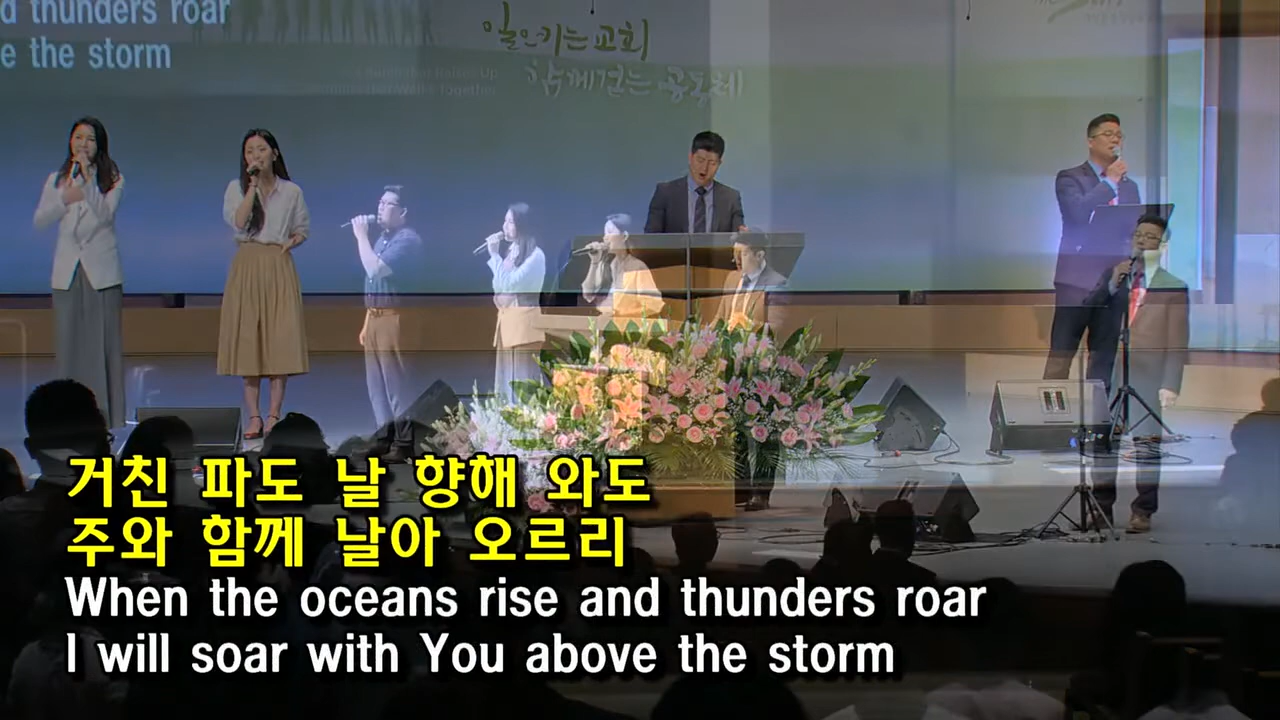 d thunders roar
e the storm
일으키는 교회
함께걷는 공동체
Together
거친 파도 날 향해 와도
주와 함께 날아 오르리
When the oceans rise and thunders roar
I will soar with You above the storm